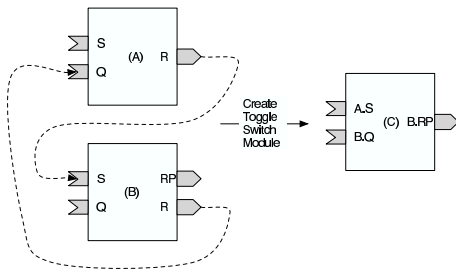 S
(A)
R
Q
Create
Toggle
Switch
Module
A.S
(C)
B.RP
B.Q
S
RP
(B)
Q
R